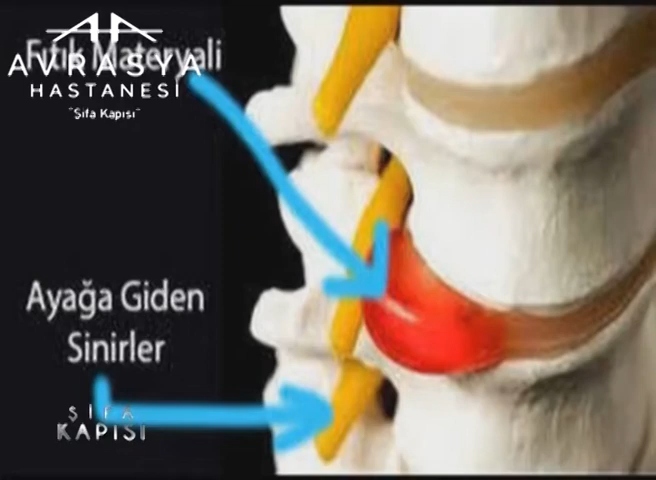 Fıtık Materyali
AVRASYA
HASTANESİ
"Şifa Kapısı"
Ayağa Giden
Sinirler
ŞİFA
KAPISI